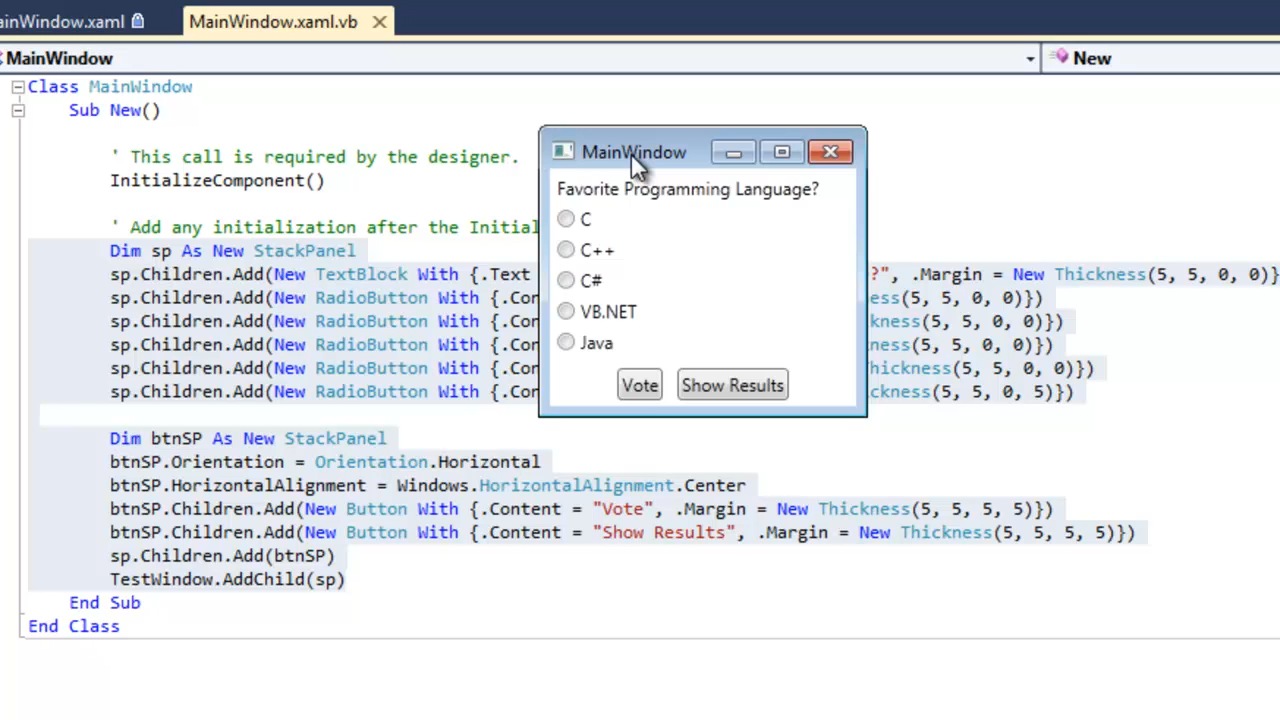 ainWindow.xaml
MainWindow.xaml.vb
MainWindow
New
Class MainWindow
Sub New()
' This call is required by the designer.
InitializeComponent()
' Add any initialization after the Initial
Dim sp As New StackPanel
sp.Children.Add(New TextBlock With {.Text ?", .Margin = New Thickness(5, 5, 0, 0)}
sp.Children.Add(New RadioButton With {.Con ess(5, 5, 0, 0)})
sp.Children.Add(New RadioButton With {.Con kness(5, 5, 0, 0)})
sp.Children.Add(New RadioButton With {.Con ness(5, 5, 0, 0)})
sp.Children.Add(New RadioButton With {.Con Thickness(5, 5, 0, 0)})
sp.Children.Add(New RadioButton With {.Con ckness(5, 5, 0, 5)})
Dim btnSP As New StackPanel
btnSP.Orientation = Orientation.Horizontal
btnSP.HorizontalAlignment = Windows.HorizontalAlignment.Center
btnSP.Children.Add(New Button With {.Content = "Vote", .Margin = New Thickness(5, 5, 5, 5)})
btnSP.Children.Add(New Button With {.Content = "Show Results", .Margin = New Thickness(5, 5, 5, 5)})
sp.Children.Add(btnSP)
TestWindow.AddChild(sp)
End Sub
End Class
MainWindow
Favorite Programming Language?
C
C++
C#
VB.NET
Java
Vote
Show Results